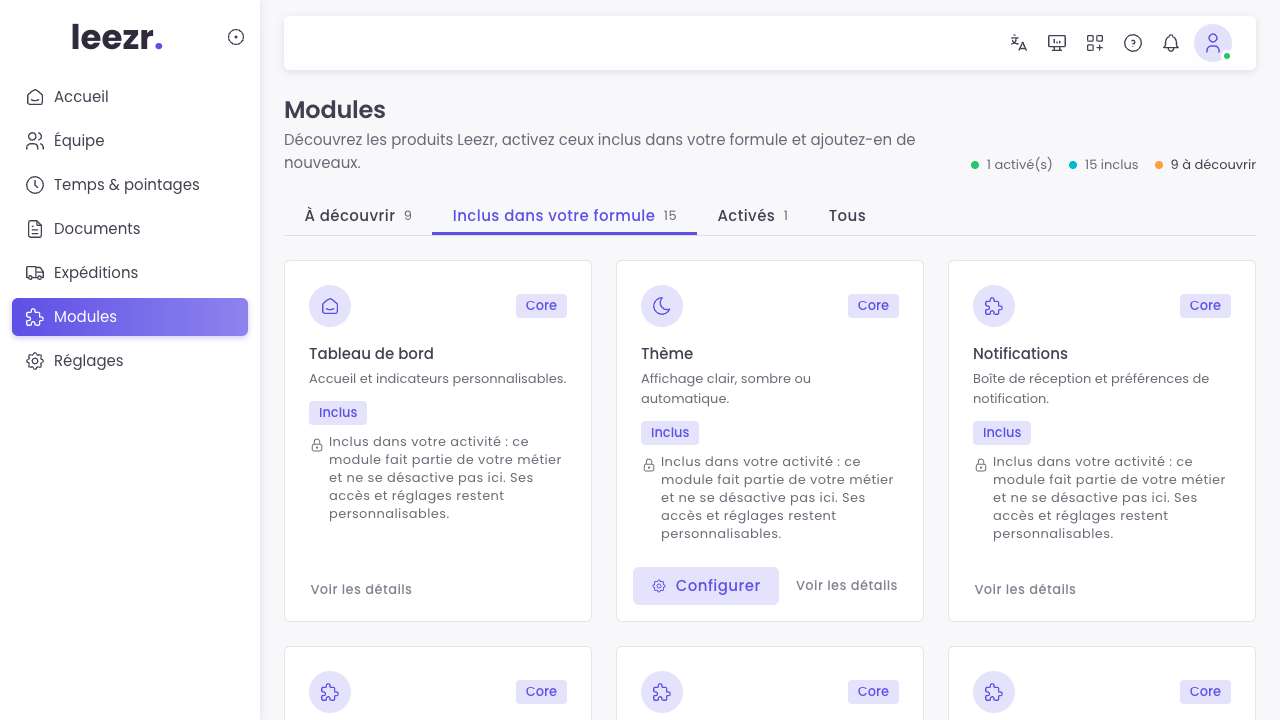 leezr.
Accueil
Équipe
Temps & pointages
Documents
Expéditions
Modules
Réglages
Modules
Découvrez les produits Leezr, activez ceux inclus dans votre formule et ajoutez-en de
nouveaux.
1 activé(s) 15 inclus 9 à découvrir
À découvrir 9 Inclus dans votre formule 15 Activés 1 Tous
Core
Tableau de bord
Accueil et indicateurs personnalisables.
Inclus
Inclus dans votre activité : ce
module fait partie de votre métier
et ne se désactive pas ici. Ses
accès et réglages restent
personnalisables.
Voir les détails
Core
Thème
Affichage clair, sombre ou
automatique.
Inclus
Inclus dans votre activité : ce
module fait partie de votre métier
et ne se désactive pas ici. Ses
accès et réglages restent
personnalisables.
Configurer Voir les détails
Core
Notifications
Boîte de réception et préférences de
notification.
Inclus
Inclus dans votre activité : ce
module fait partie de votre métier
et ne se désactive pas ici. Ses
accès et réglages restent
personnalisables.
Voir les détails
Core
Core
Core